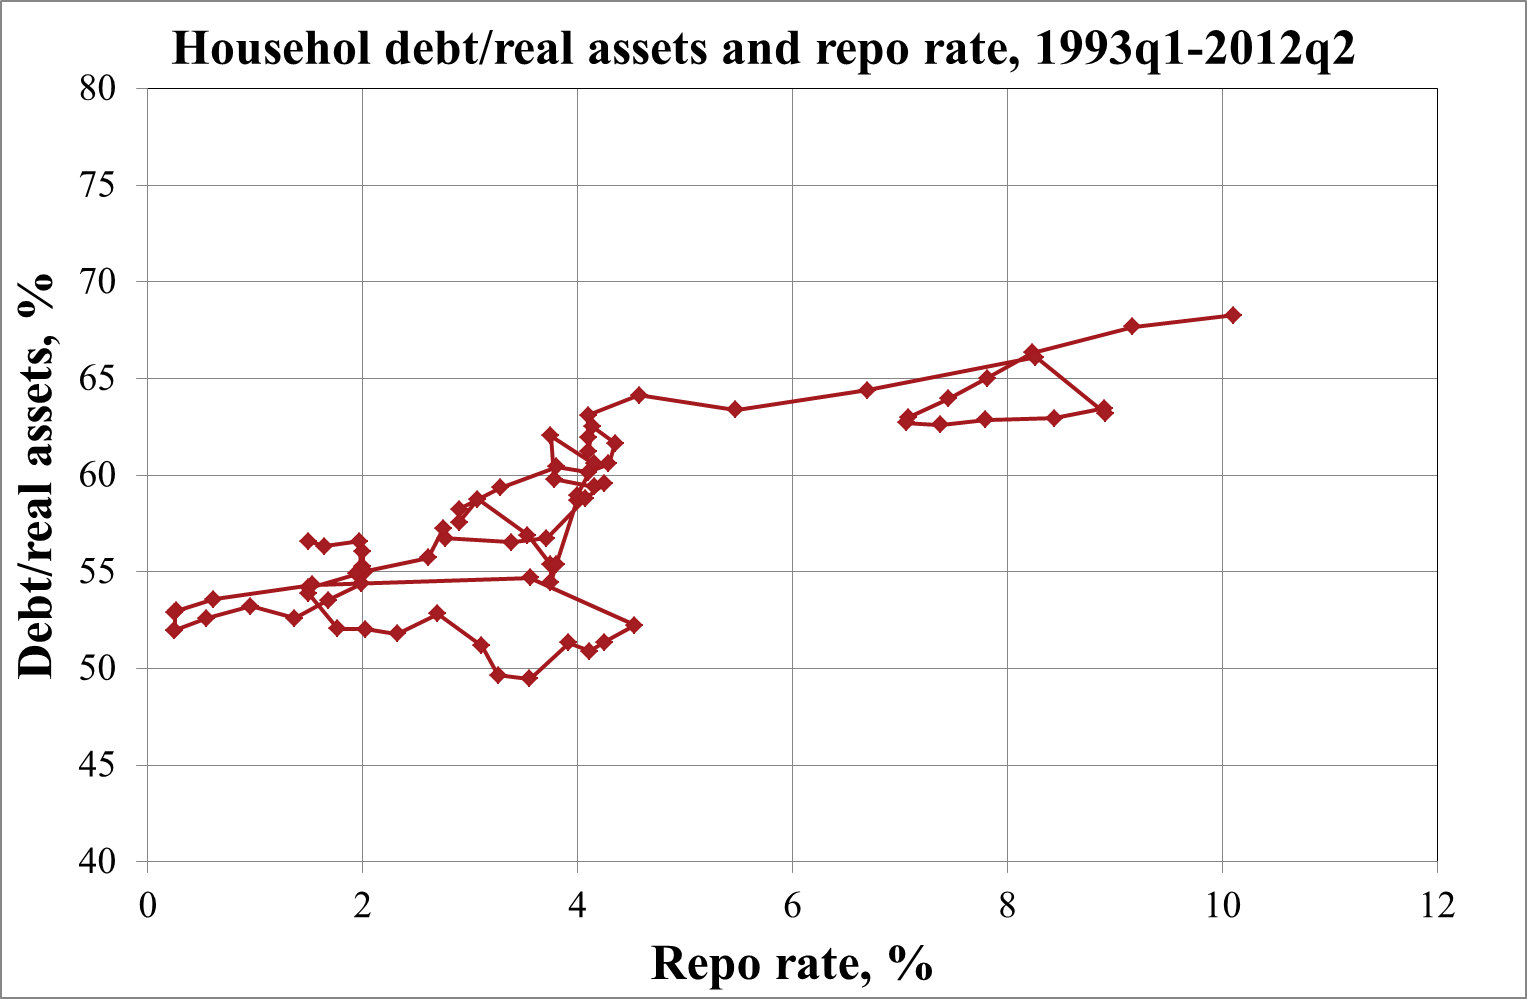 Househol debt/real assets and repo rate, 1993q1-2012q2
80
75
70
65
60
55
50
45
40
Debt/real assets, %
0 2 4 6 8 10 12
Repo rate, %